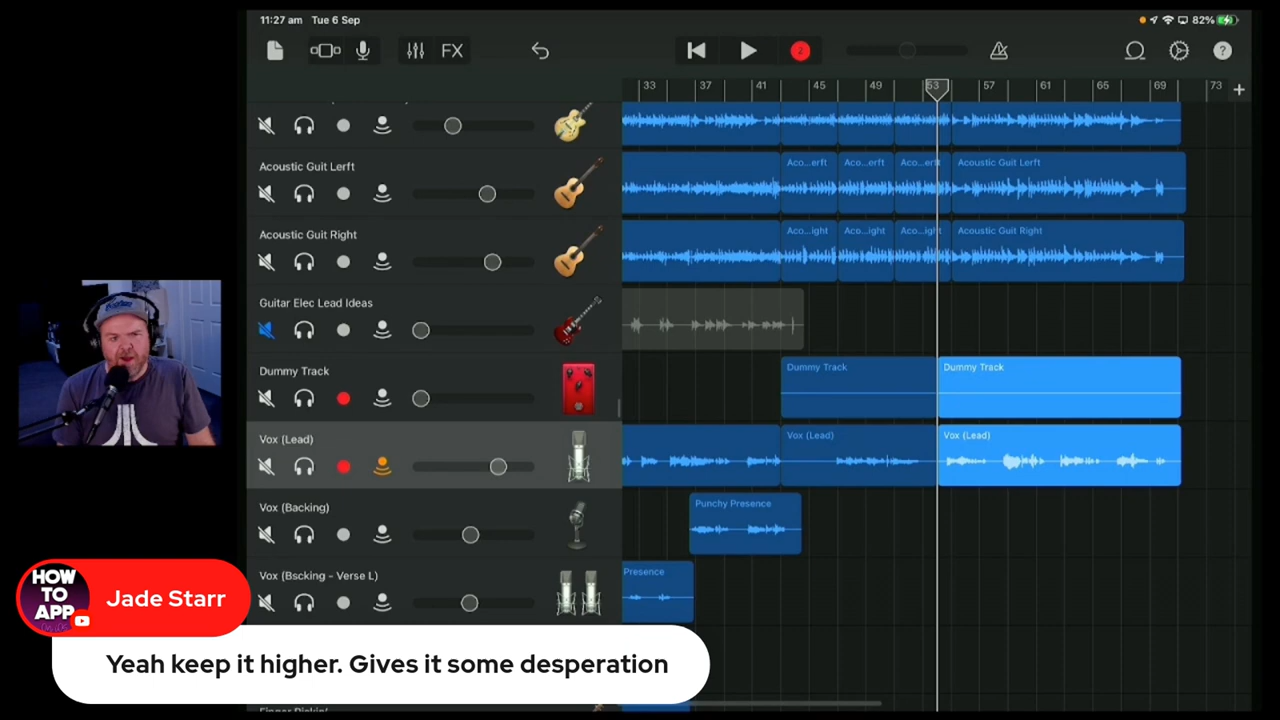 11:27 am Tue 6 Sep
82%
FX
2
33 37 41 45 49 53 57 61 65 69 73
Acoustic Guit Lerft
Aco...erft Aco...erft Aco...erft Acoustic Guit Lerft
Acoustic Guit Right
Aco...ight Aco...ight Aco...ight Acoustic Guit Right
Guitar Elec Lead Ideas
Dummy Track
Dummy Track Dummy Track
Vox (Lead)
Vox (Lead) Vox (Lead)
Vox (Backing)
Punchy Presence
Vox (Bscking - Verse L)
Presence
HOW
TO
APP
Jade Starr
Yeah keep it higher. Gives it some desperation